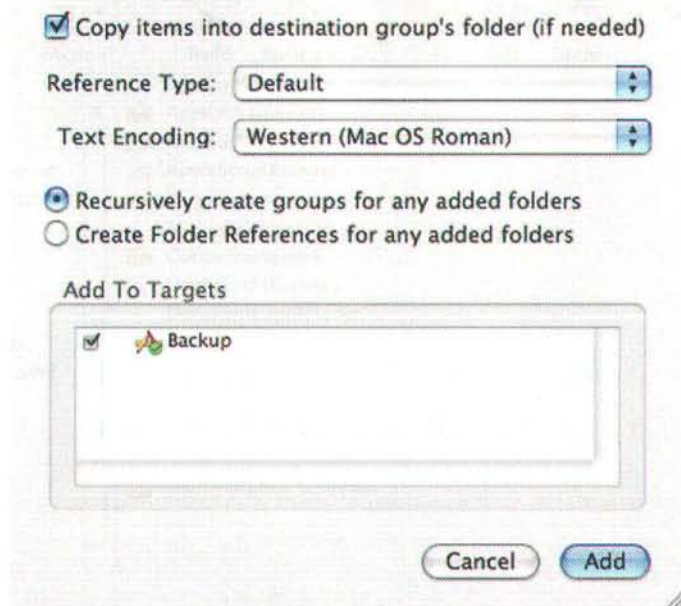 Copy items into destination group's folder (if needed)
Reference Type: Default
Text Encoding: Western (Mac OS Roman)
Recursively create groups for any added folders
Create Folder References for any added folders
Add To Targets
Backup
Cancel Add